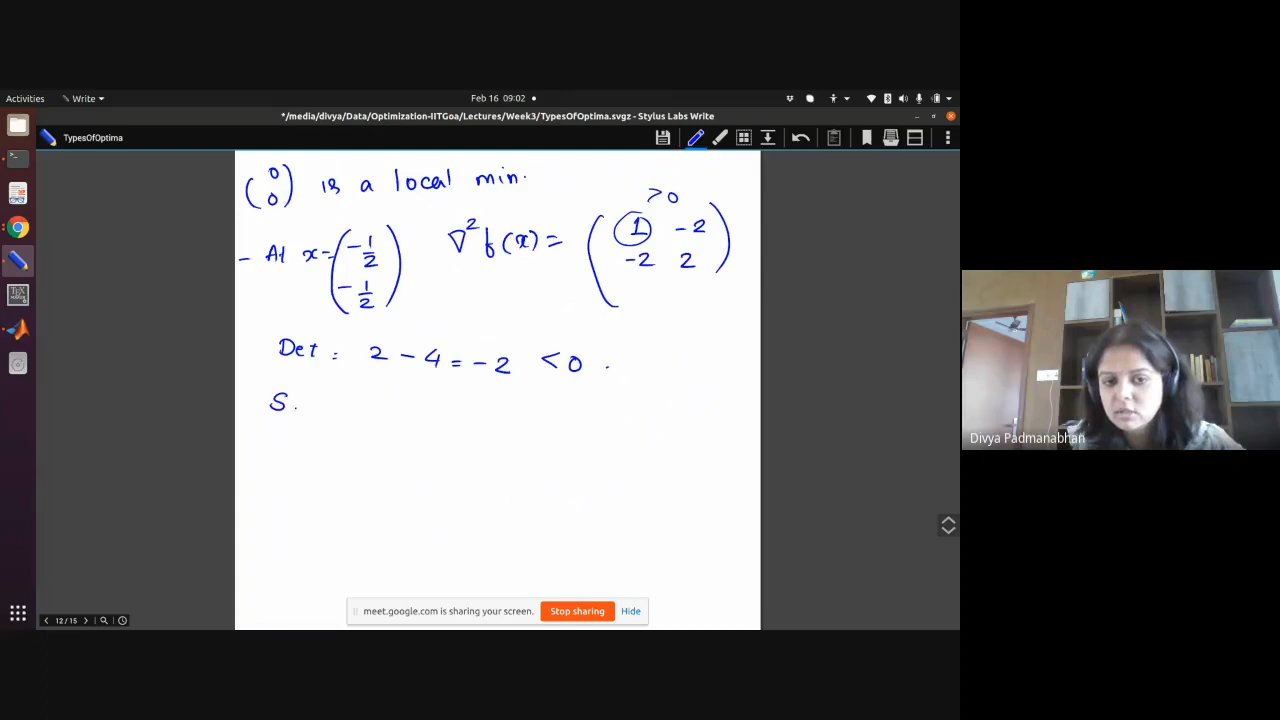 Activities Write Feb 16 09:02
*/media/divya/Data/Optimization-IITGoa/Lectures/Week3/TypesOfOptima.svgz - Stylus Labs Write
TypesOfOptima
(0 0) is a local min.
> 0
- At x = (-1/2 -1/2) ∇²f(x) = (1 -2
-2 2)
Det : 2 - 4 = -2 < 0 .
S.
Divya Padmanabhan
meet.google.com is sharing your screen. Stop sharing Hide
12/15